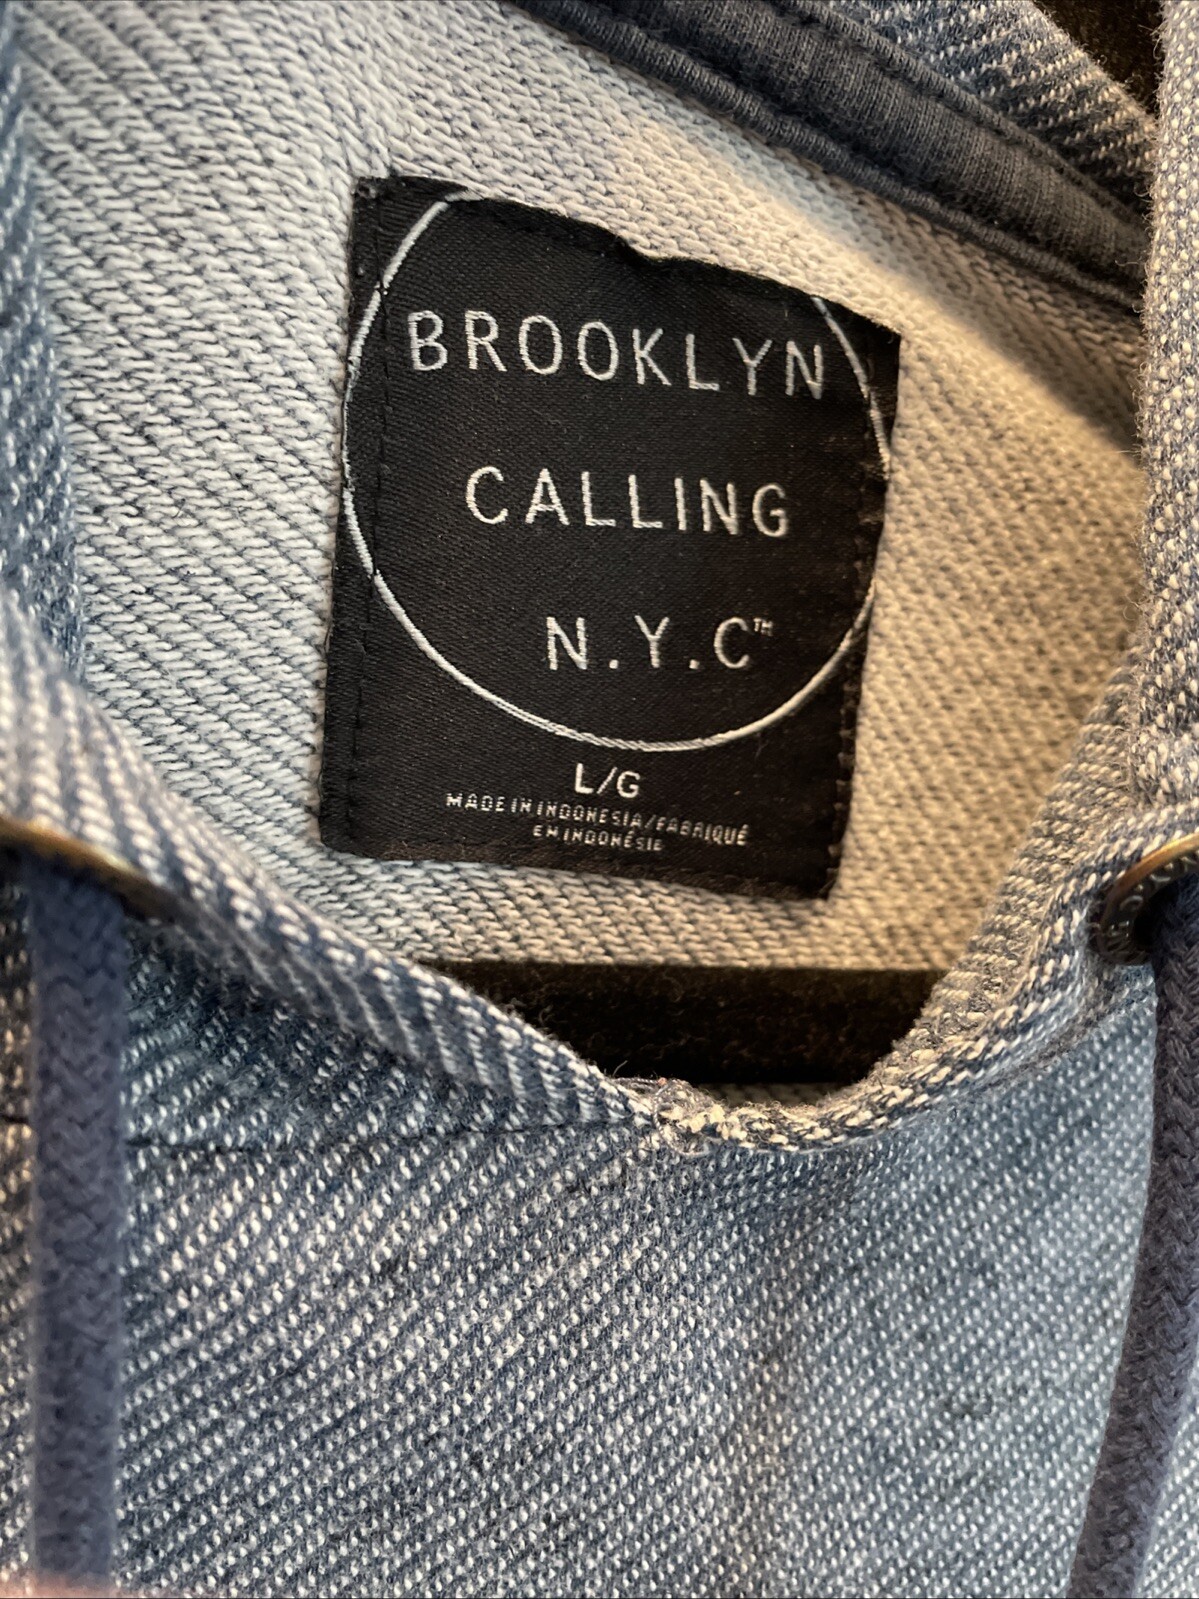 BROOKLYN
CALLING
N.Y.C™
L/G
MADE IN INDONESIA/FABRIQUÉ
EN INDONÉSIE